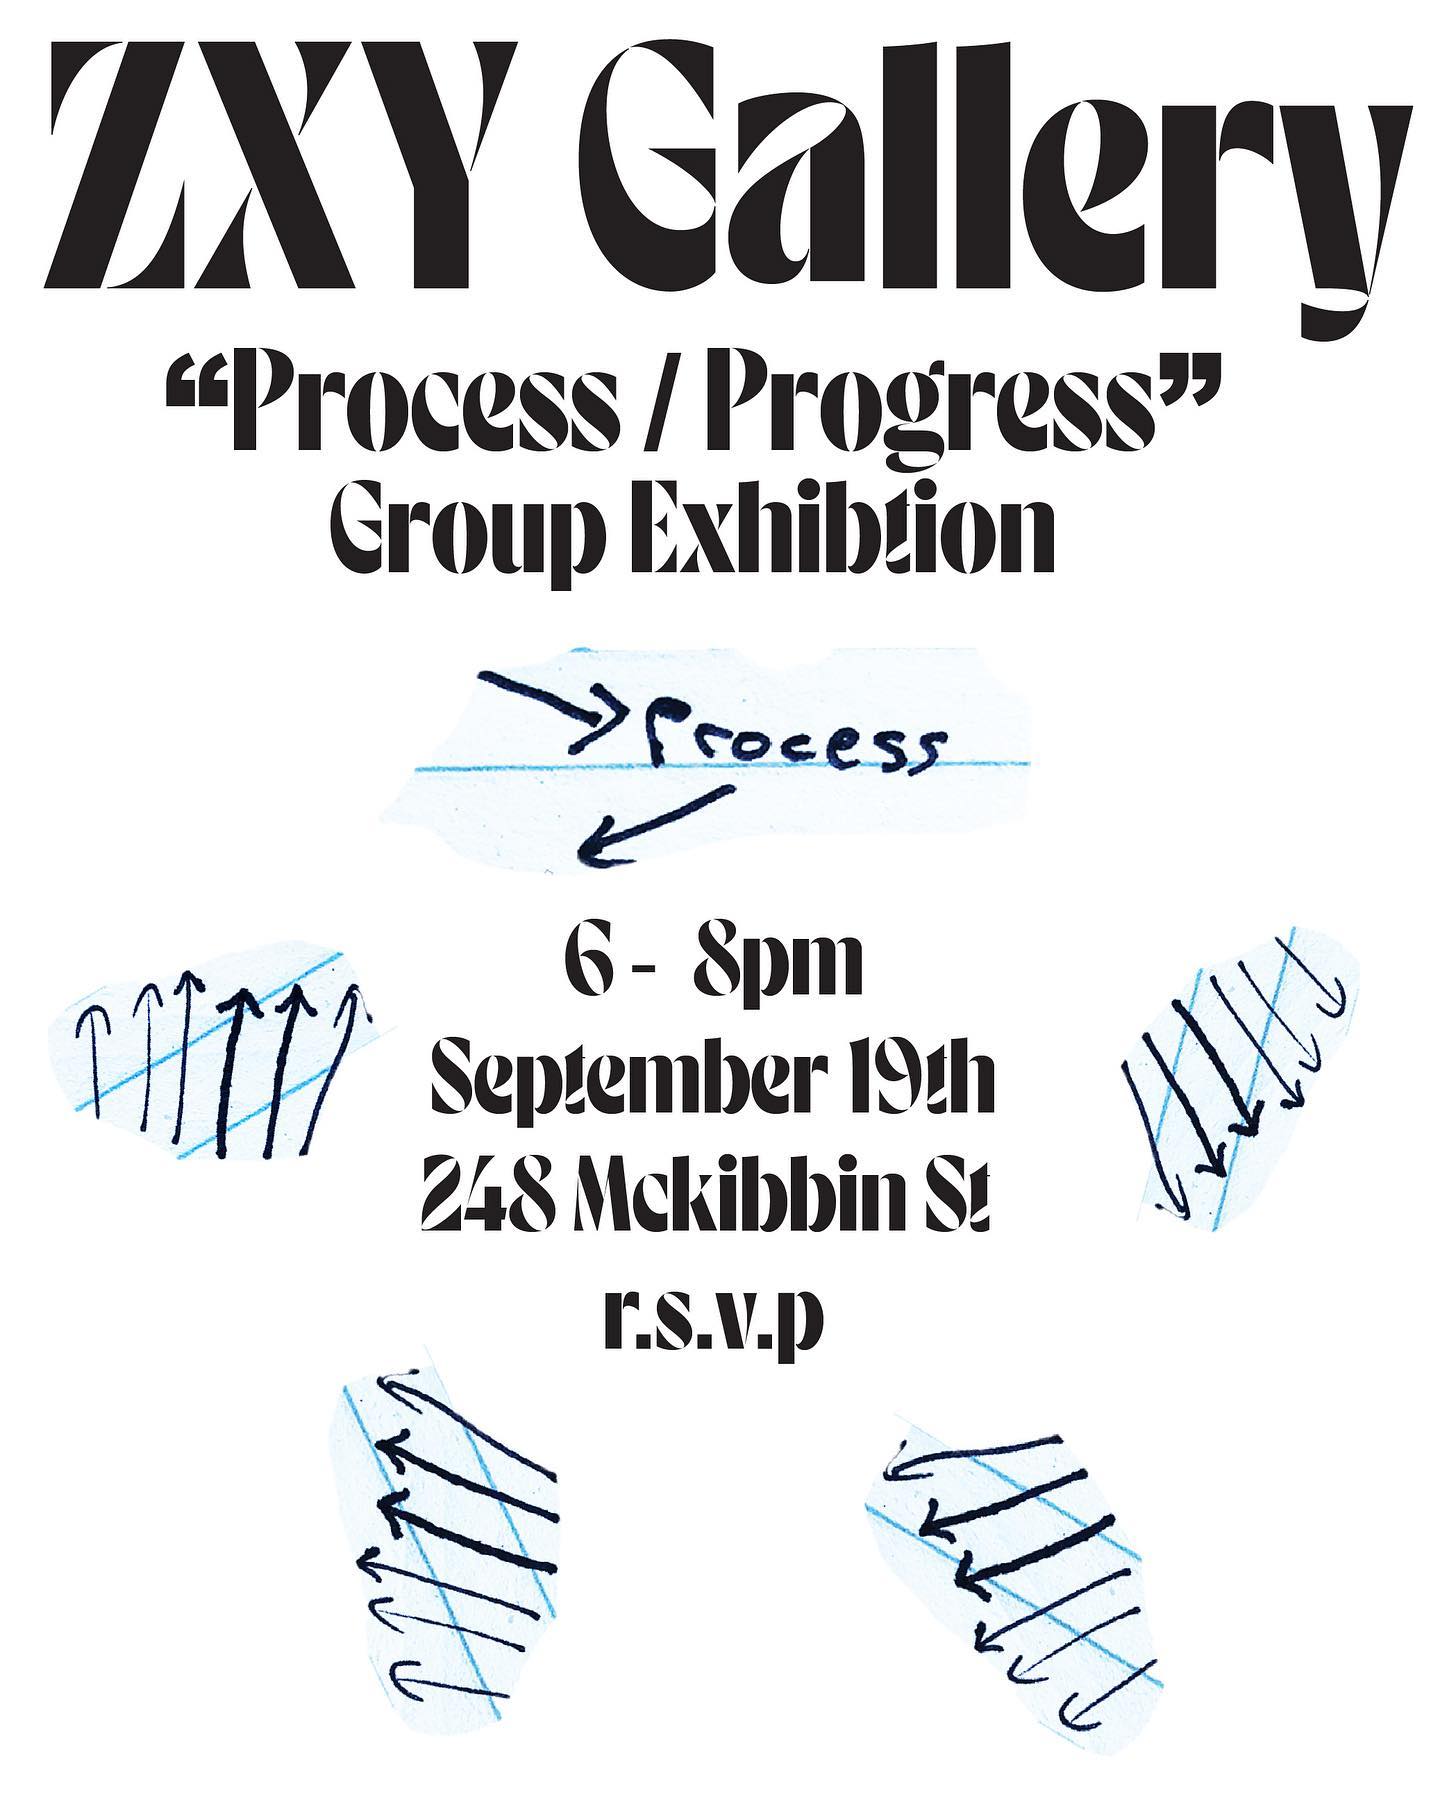 ZXY Gallery
“Process / Progress”
Group Exhibtion
Process
6 - 8pm
September 19th
248 Mckibbin St
r.s.v.p